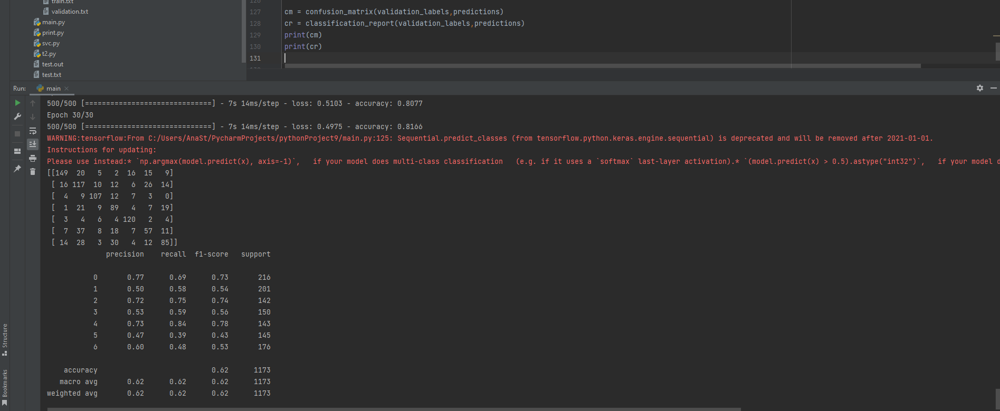 train.txt
validation.txt
main.py
print.py
svc.py
t2.py
test.out
test.txt
126
127 cm = confusion_matrix(validation_labels,predictions)
128 cr = classification_report(validation_labels,predictions)
129 print(cm)
130 print(cr)
131
Run: main
500/500 [==============================] - 7s 14ms/step - loss: 0.5103 - accuracy: 0.8077
Epoch 30/30
500/500 [==============================] - 7s 14ms/step - loss: 0.4975 - accuracy: 0.8166
WARNING:tensorflow:From C:/Users/AnaSt/PycharmProjects/pythonProject9/main.py:125: Sequential.predict_classes (from tensorflow.python.keras.engine.sequential) is deprecated and will be removed after 2021-01-01.
Instructions for updating:
Please use instead:* `np.argmax(model.predict(x), axis=-1)`,   if your model does multi-class classification   (e.g. if it uses a `softmax` last-layer activation).* `(model.predict(x) > 0.5).astype("int32")`,   if your model d
[[149  20   5   2  16  15   9]
 [ 16 117  10  12   6  26  14]
 [  4   9 107  12   7   3   0]
 [  1  21   9  89   4   7  19]
 [  3   4   6   4 120   2   4]
 [  7  37   8  18   7  57  11]
 [ 14  28   3  30   4  12  85]]
              precision    recall  f1-score   support
           0       0.77      0.69      0.73       216
           1       0.50      0.58      0.54       201
           2       0.72      0.75      0.74       142
           3       0.53      0.59      0.56       150
           4       0.73      0.84      0.78       143
           5       0.47      0.39      0.43       145
           6       0.60      0.48      0.53       176
    accuracy                           0.62      1173
   macro avg       0.62      0.62      0.62      1173
weighted avg       0.62      0.62      0.62      1173
Structure
Bookmarks